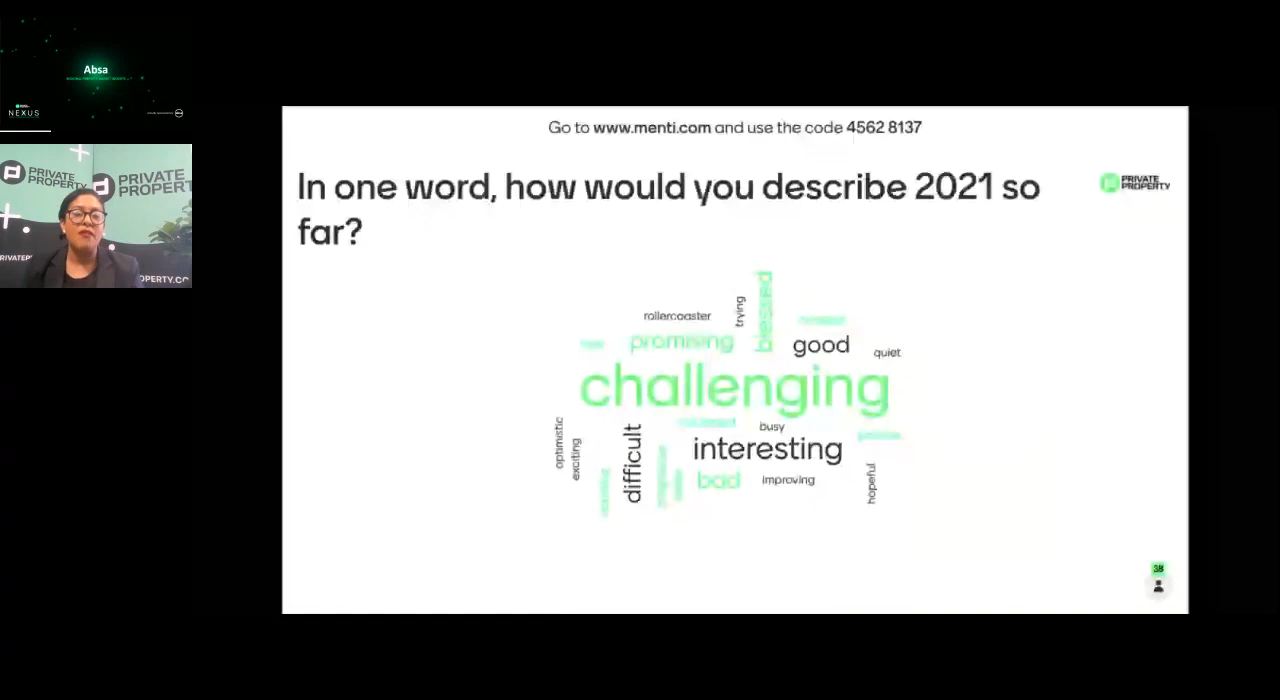 Absa
NEXUS
PRIVATE
PROPERTY
PRIVATE
PROPERTY
OPERTY.CO
Go to www.menti.com and use the code 4562 8137
In one word, how would you describe 2021 so
far?
PRIVATE
PROPERTY
rollercoaster
trying
blessed
promising
good
quiet
challenging
optimistic
exciting
difficult
busy
interesting
bad
improving
hopeful